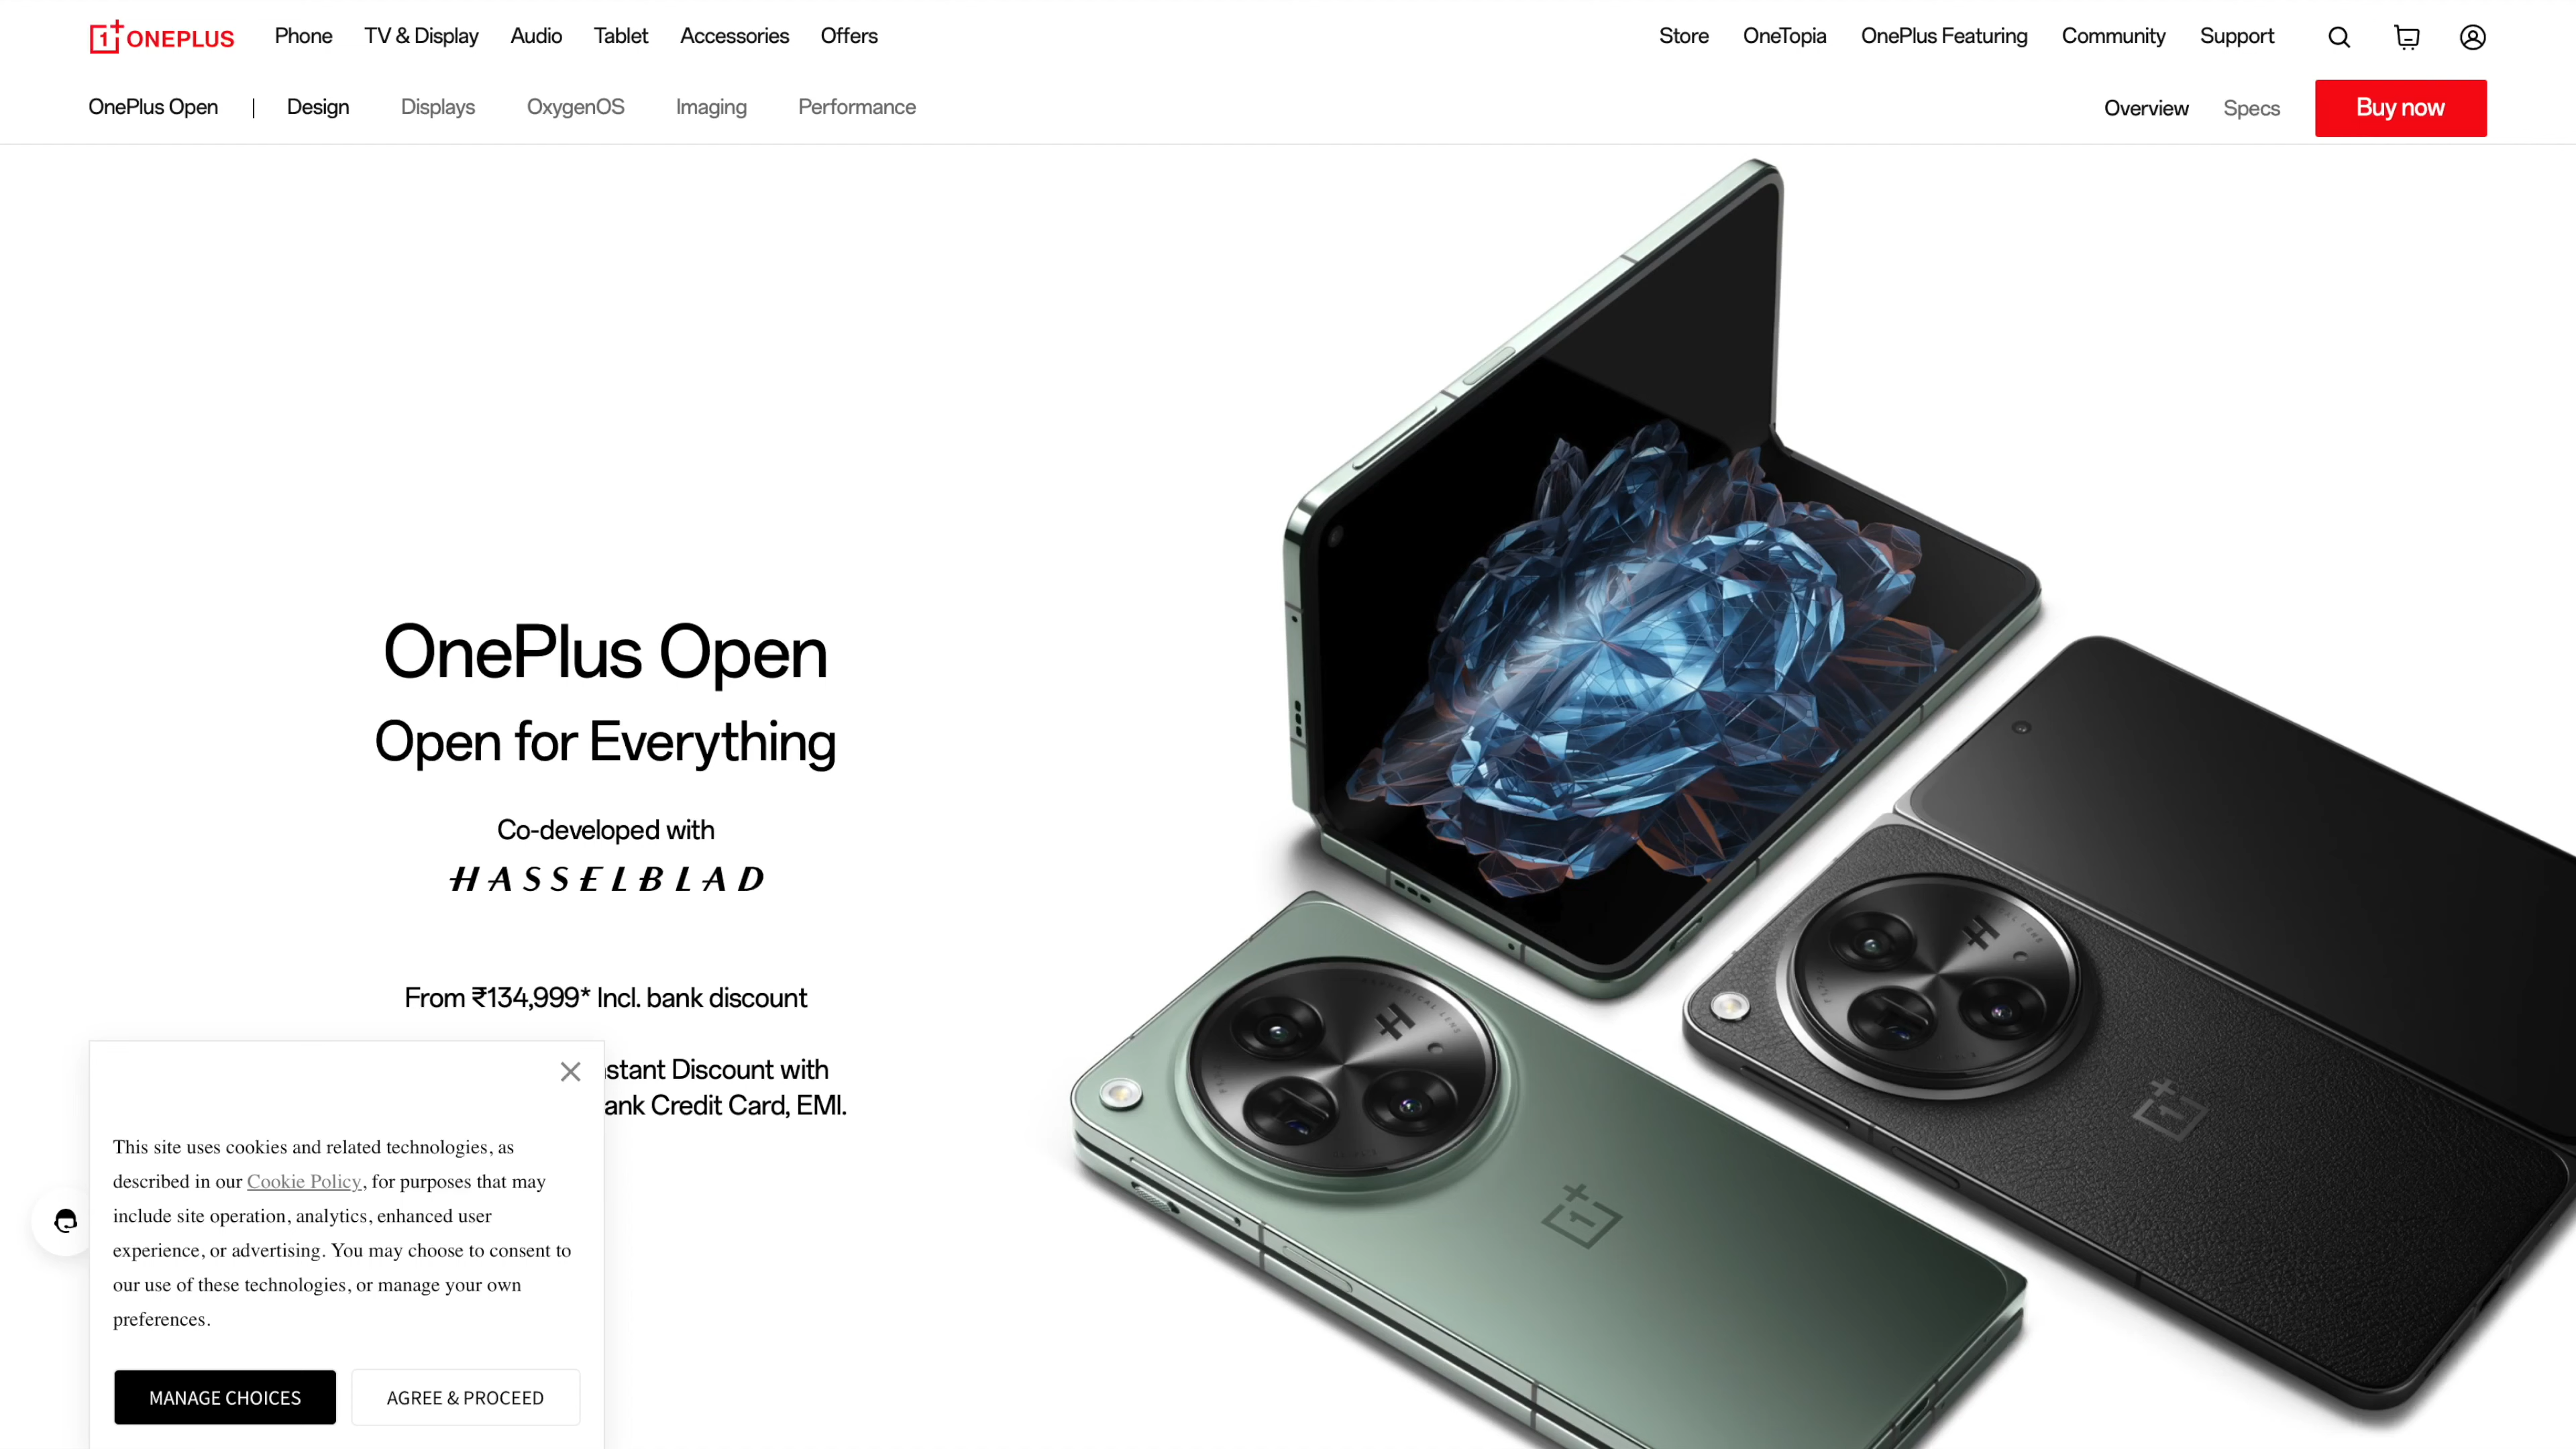 ONEPLUS Phone TV & Display Audio Tablet Accessories Offers Store OneTopia OnePlus Featuring Community Support
OnePlus Open | Design Displays OxygenOS Imaging Performance Overview Specs Buy now
OnePlus Open
Open for Everything
Co-developed with
HASSELBLAD
From ₹134,999* Incl. bank discount
stant Discount with
ank Credit Card, EMI.
This site uses cookies and related technologies, as
described in our Cookie Policy, for purposes that may
include site operation, analytics, enhanced user
experience, or advertising. You may choose to consent to
our use of these technologies, or manage your own
preferences.
MANAGE CHOICES AGREE & PROCEED